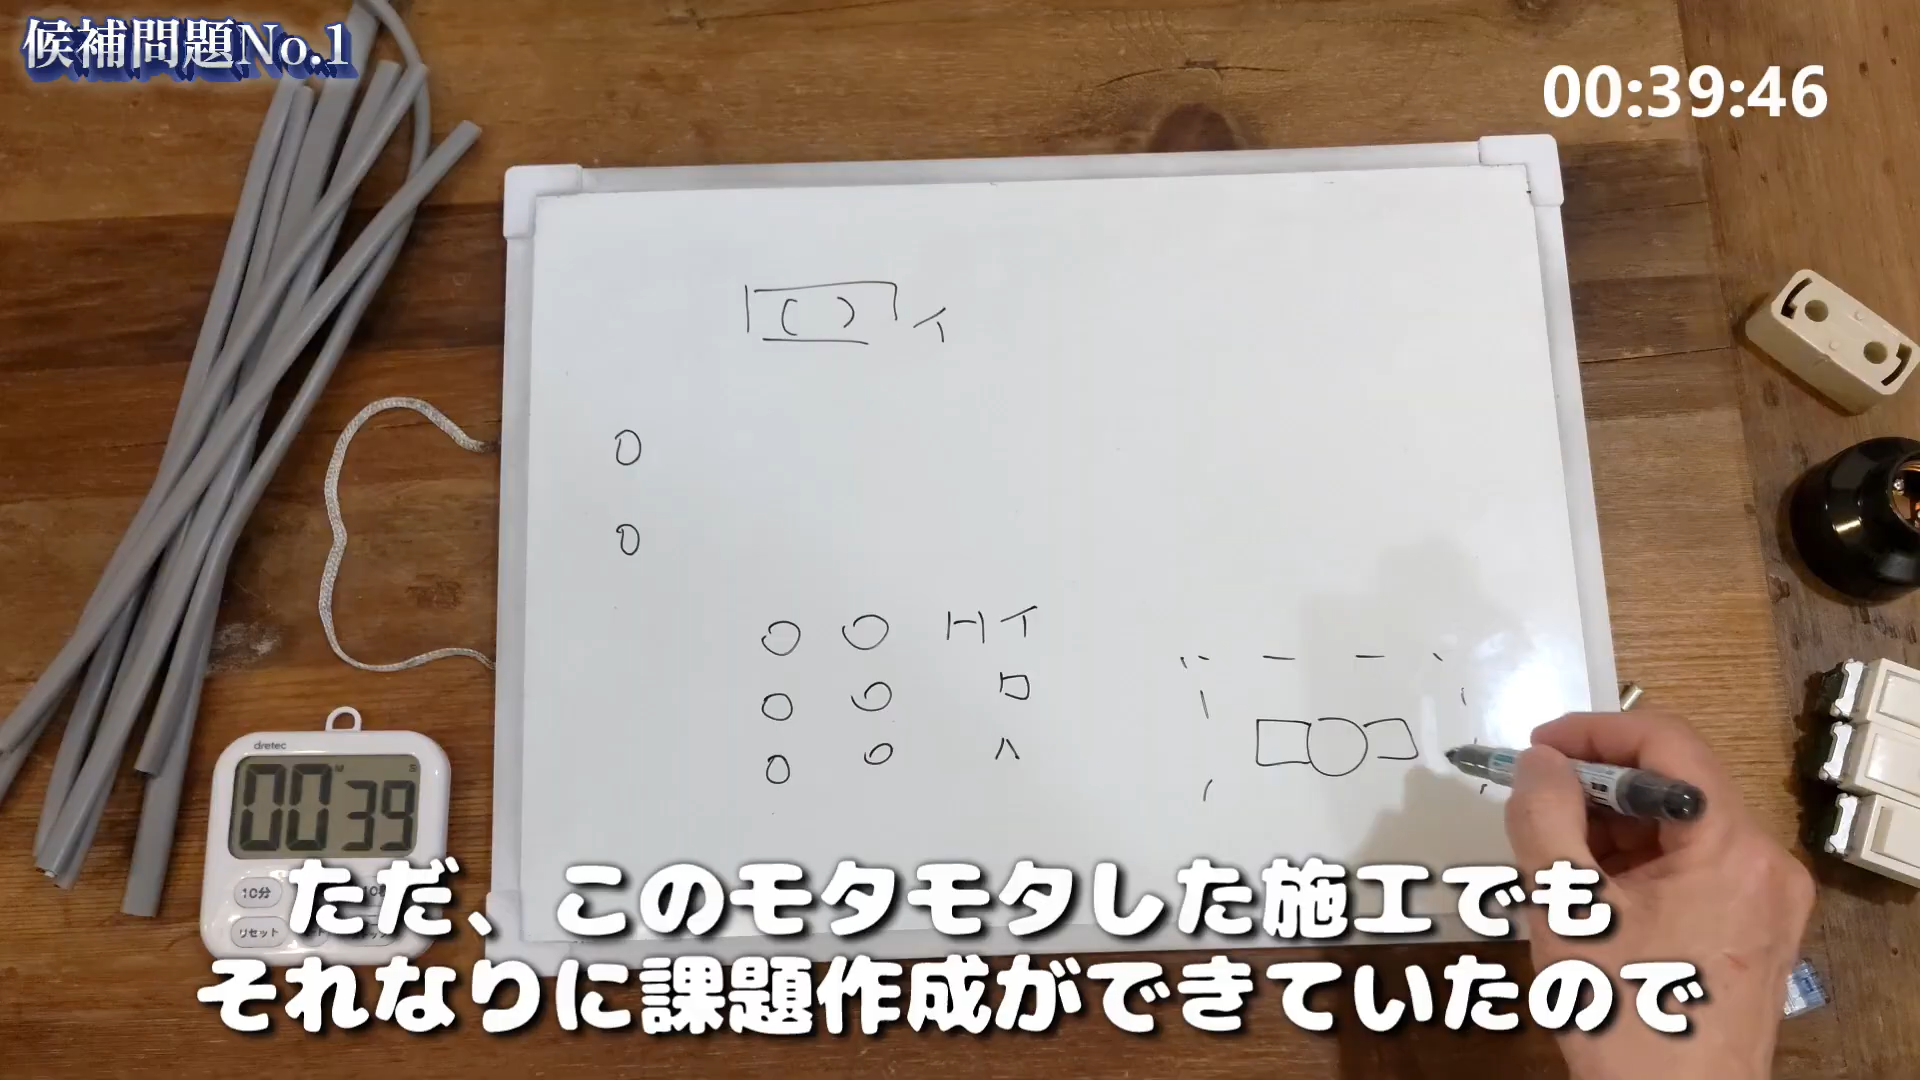 候補問題No.1
00:39:46
( ) イ
H イ
ロ
ハ
dretec
M S
00 39
10分
リセット
ただ、このモタモタした施工でも
それなりに課題作成ができていたので